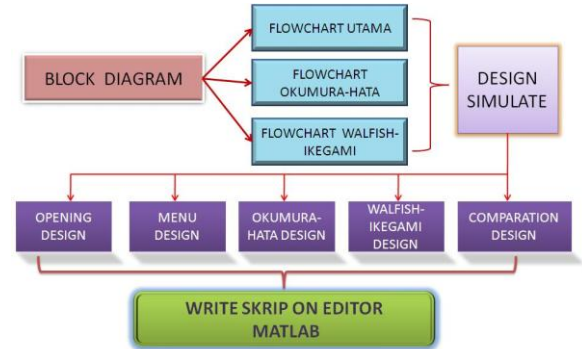 BLOCK DIAGRAM
FLOWCHART UTAMA
FLOWCHART
OKUMURA-HATA
FLOWCHART WALFISH-
IKEGAMI
DESIGN
SIMULATE
OPENING
DESIGN
MENU
DESIGN
OKUMURA-
HATA DESIGN
WALFISH-
IKEGAMI
DESIGN
COMPARATION
DESIGN
WRITE SKRIP ON EDITOR
MATLAB